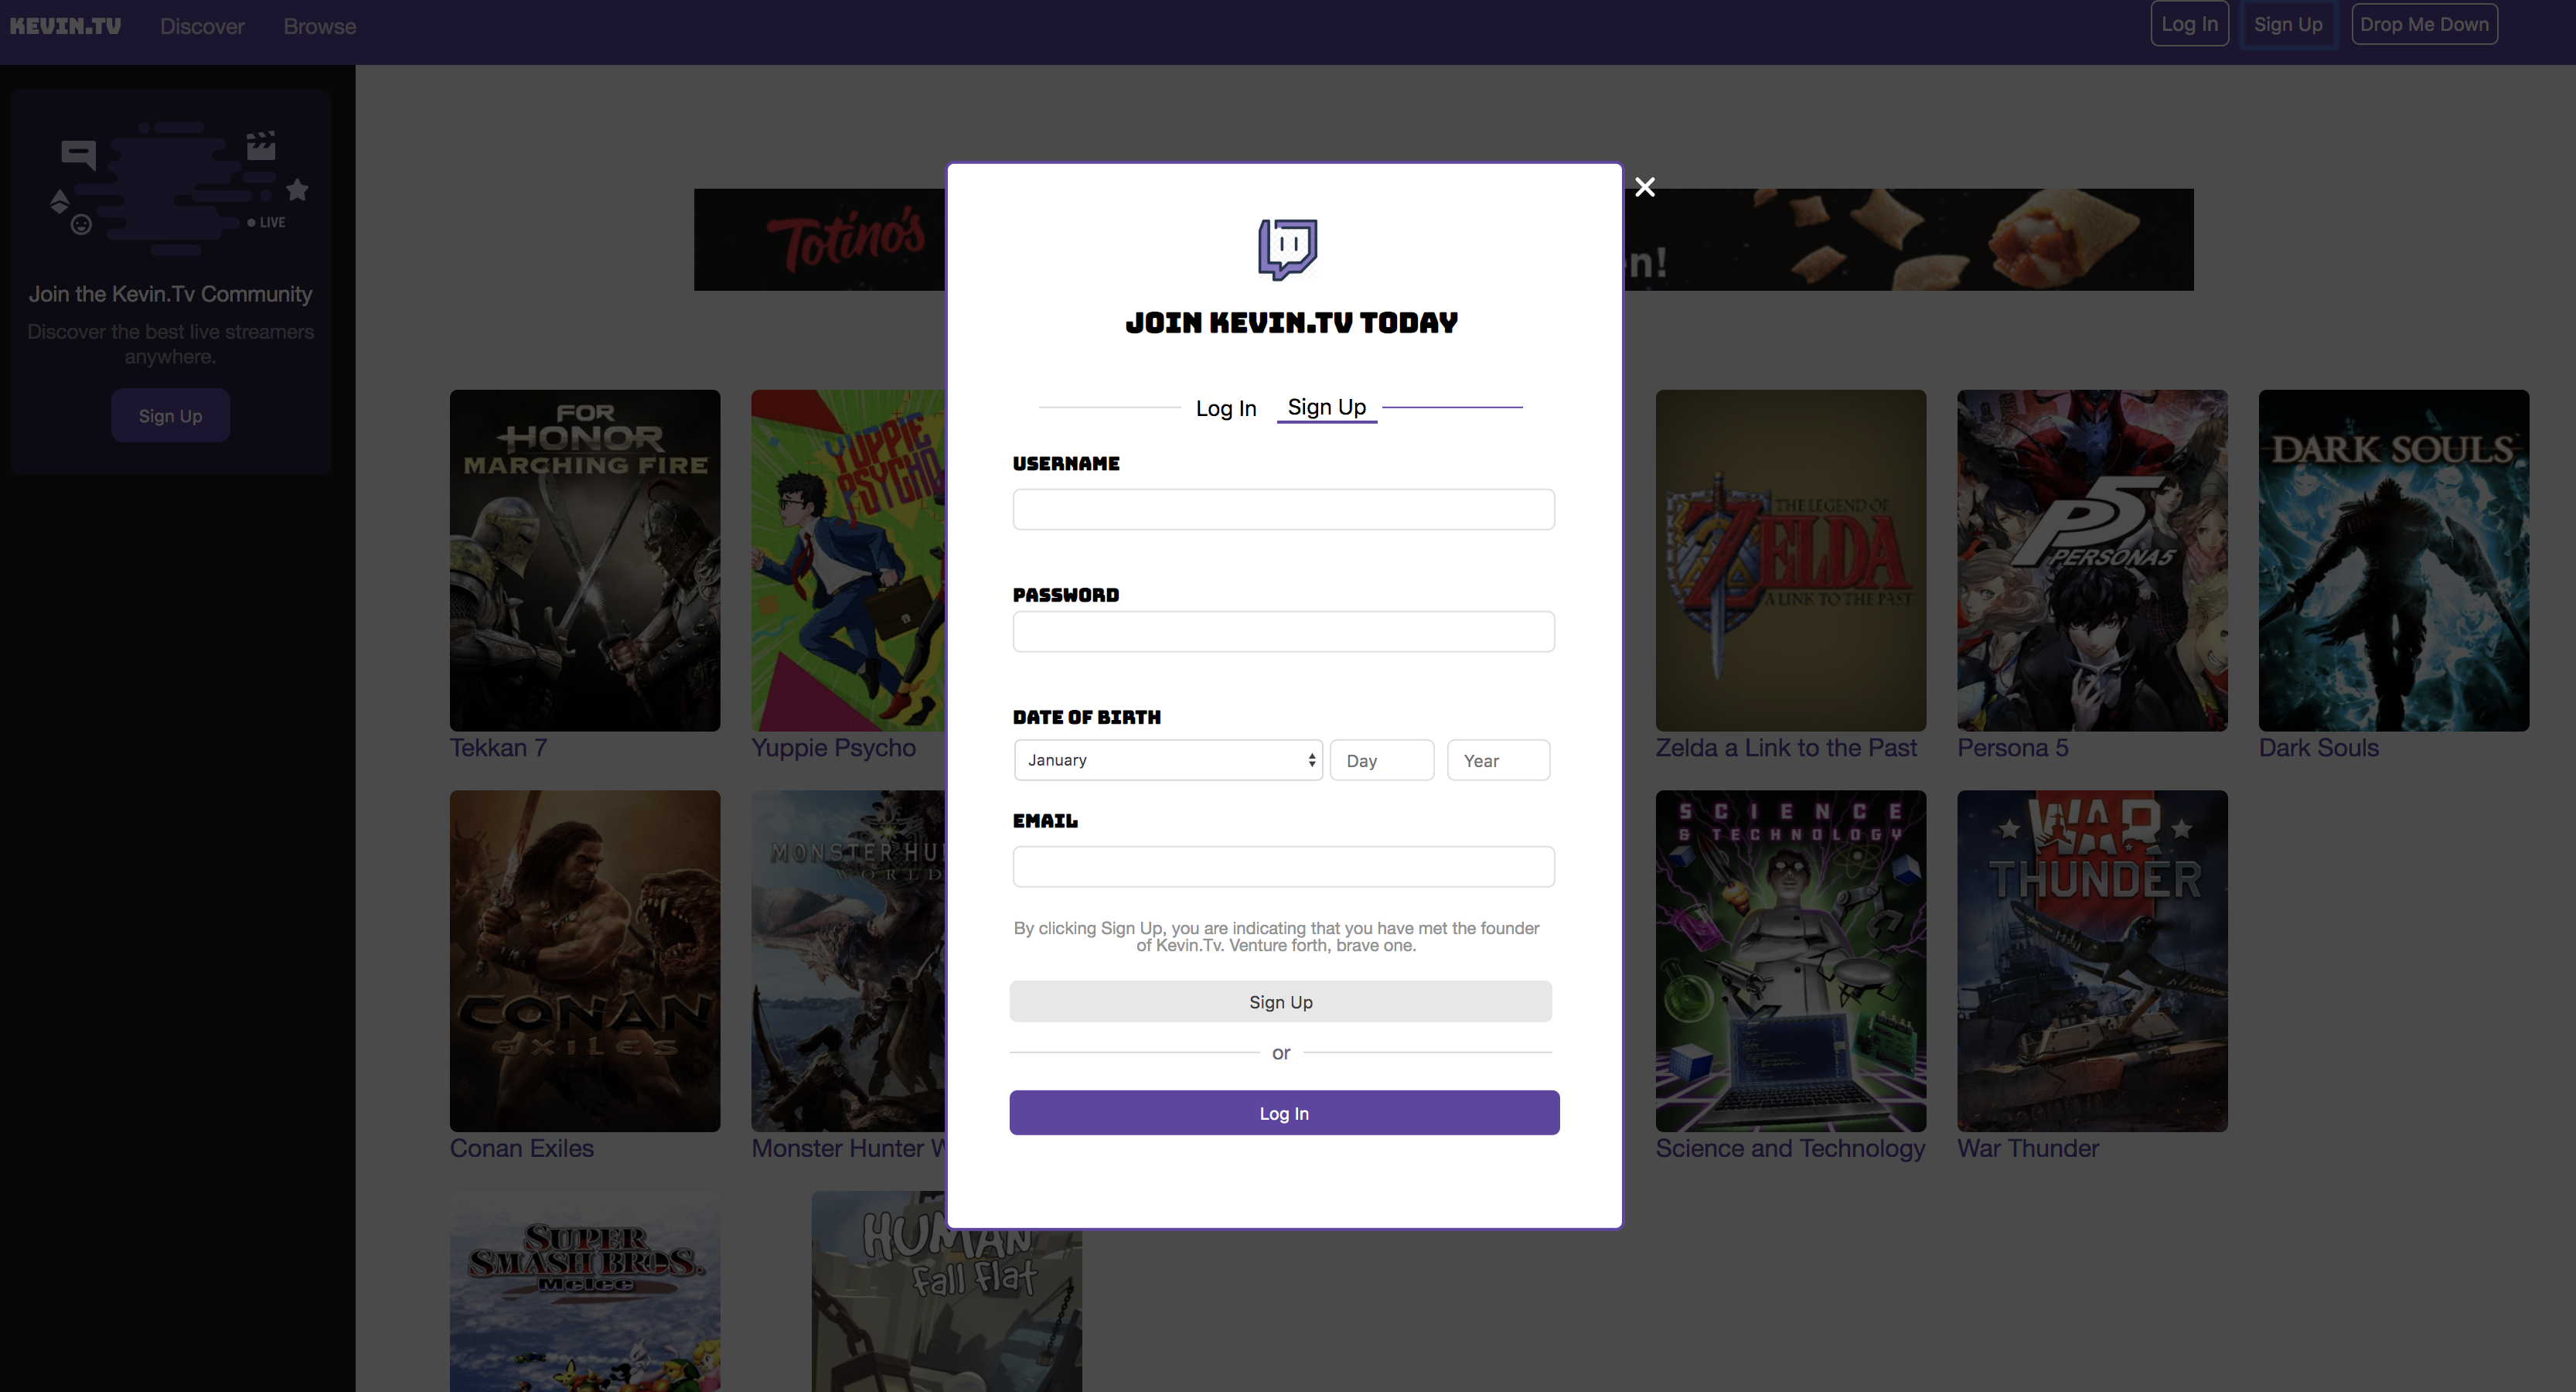 KEVIN.TV
Discover
Browse
Log In
Sign Up
Drop Me Down
LIVE
Join the Kevin.Tv Community
Discover the best live streamers
anywhere.
Sign Up
Totino's
n!
JOIN KEVIN.TV TODAY
Log In
Sign Up
USERNAME
PASSWORD
DATE OF BIRTH
January
Day
Year
EMAIL
By clicking Sign Up, you are indicating that you have met the founder
of Kevin.Tv. Venture forth, brave one.
Sign Up
or
Log In
FOR
HONOR
MARCHING FIRE
Tekkan 7
YUPPIE
PSYCHO
Yuppie Psycho
THE LEGEND OF
ZELDA
A LINK TO THE PAST
Zelda a Link to the Past
P5
PERSONA5
Persona 5
DARK SOULS
Dark Souls
CONAN
EXILES
Conan Exiles
MONSTER HU
WORLD
Monster Hunter W
SCIENCE
& TECHNOLOGY
Science and Technology
WAR
THUNDER
War Thunder
SUPER
SMASH BROS.
Melee
HUMAN
fall flat